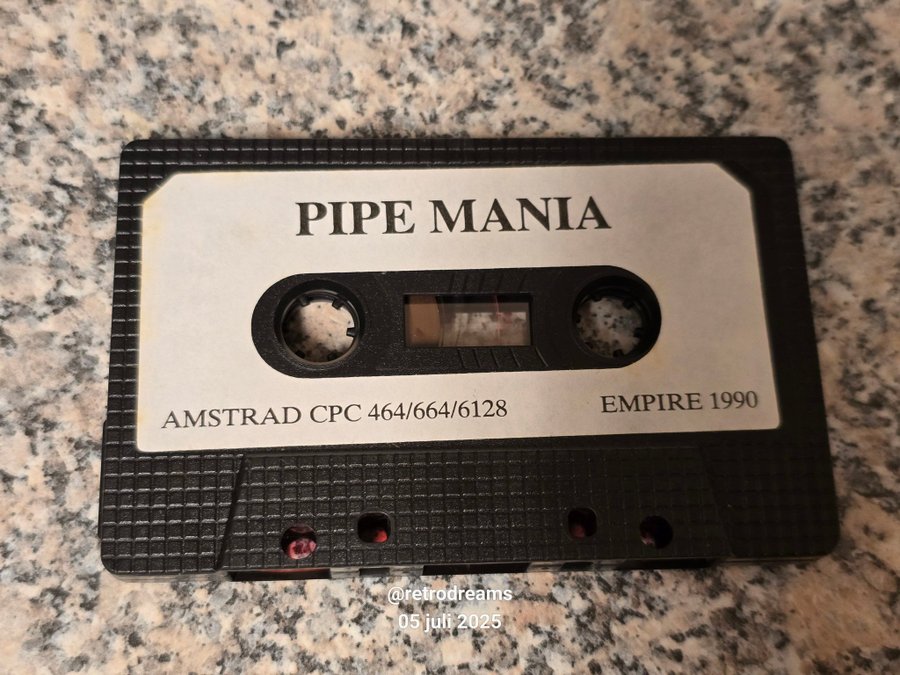 PIPE MANIA
AMSTRAD CPC 464/664/6128 EMPIRE 1990
@retrodreams
05 juli 2025